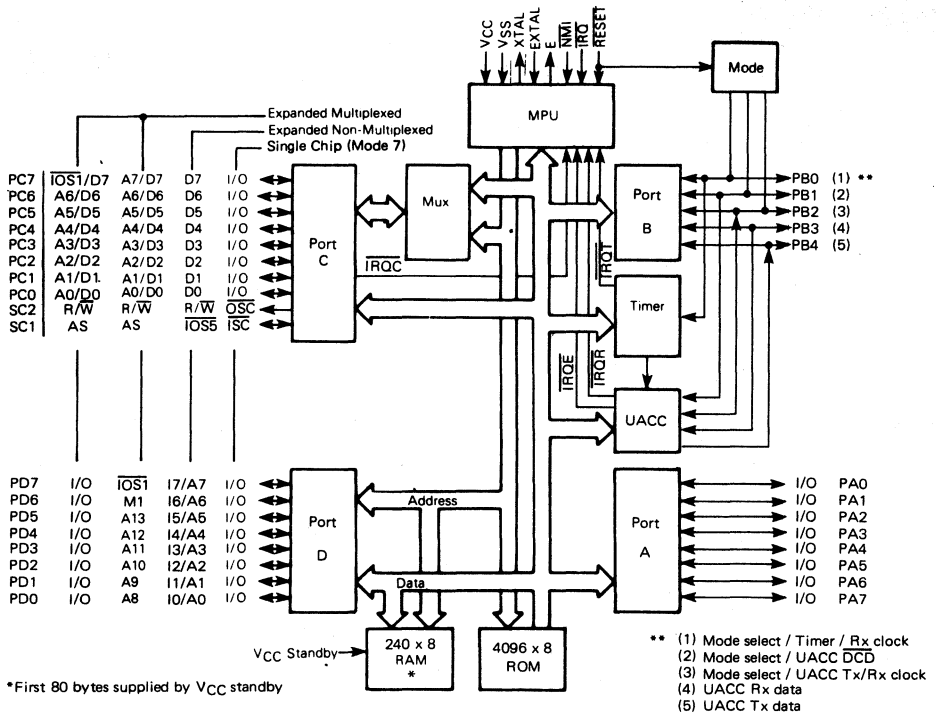 VCC VSS XTAL EXTAL E NMI IRQ RESET
Mode
MPU
Expanded Multiplexed
Expanded Non-Multiplexed
Single Chip (Mode 7)
PC7 IOS1/D7 A7/D7 D7 I/O
PC6 A6/D6 A6/D6 D6 I/O
PC5 A5/D5 A5/D5 D5 I/O
PC4 A4/D4 A4/D4 D4 I/O
PC3 A3/D3 A3/D3 D3 I/O
PC2 A2/D2 A2/D2 D2 I/O
PC1 A1/D1 A1/D1 D1 I/O
PC0 A0/D0 A0/D0 D0 I/O
SC2 R/W R/W R/W OSC
SC1 AS AS IOS5 ISC
Port
C
Mux
IRQC
IRQT
Port
B
PB0 (1) **
PB1 (2)
PB2 (3)
PB3 (4)
PB4 (5)
Timer
IRQE
IRQR
UACC
PD7 I/O IOS1 I7/A7 I/O
PD6 I/O M1 I6/A6 I/O
PD5 I/O A13 I5/A5 I/O
PD4 I/O A12 I4/A4 I/O
PD3 I/O A11 I3/A3 I/O
PD2 I/O A10 I2/A2 I/O
PD1 I/O A9 I1/A1 I/O
PD0 I/O A8 I0/A0 I/O
Port
D
Address
Data
Port
A
I/O PA0
I/O PA1
I/O PA2
I/O PA3
I/O PA4
I/O PA5
I/O PA6
I/O PA7
VCC Standby
240 x 8
RAM
*
4096 x 8
ROM
*First 80 bytes supplied by VCC standby
** (1) Mode select / Timer / Rx clock
(2) Mode select / UACC DCD
(3) Mode select / UACC Tx/Rx clock
(4) UACC Rx data
(5) UACC Tx data